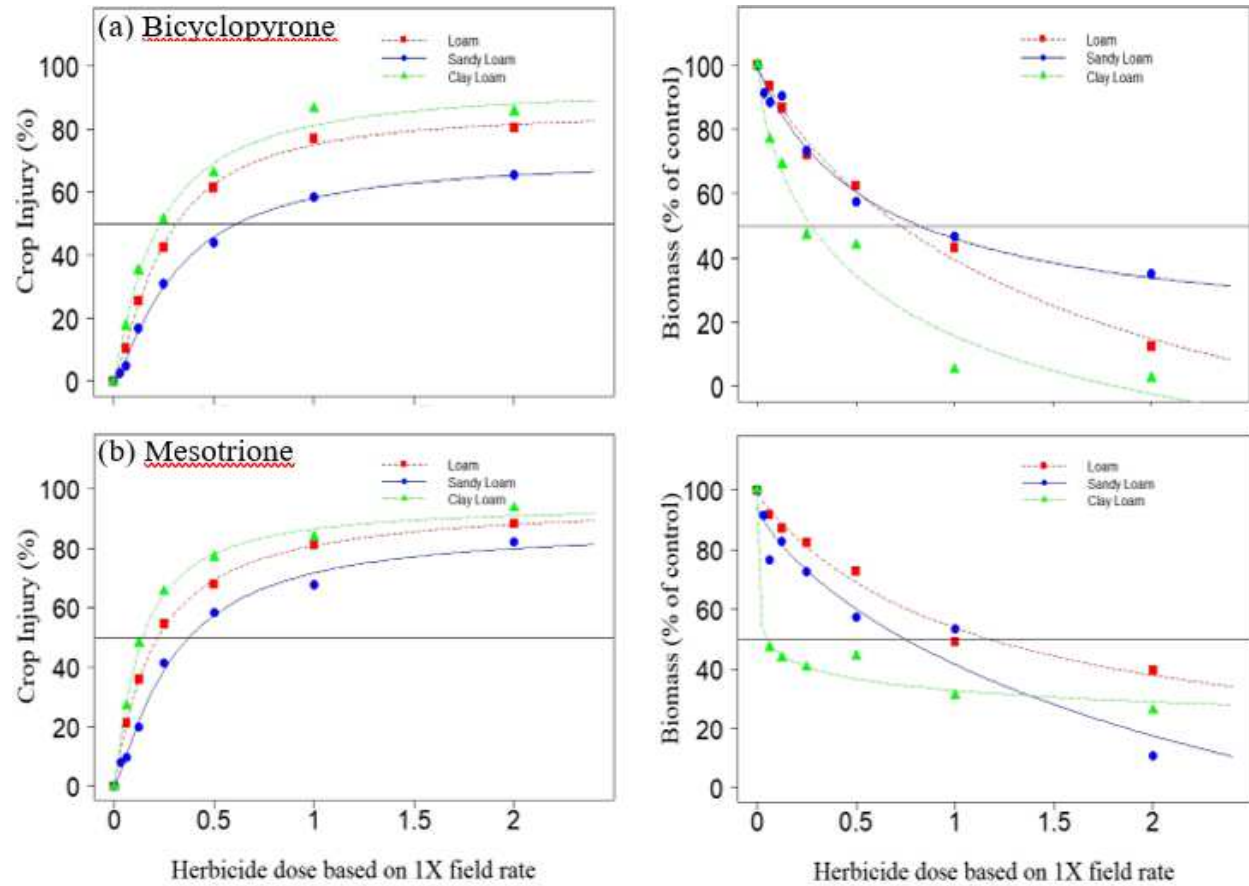 (a) Bicyclopyrone
Loam
Sandy Loam
Clay Loam
Crop Injury (%)
100
80
60
40
20
0
Loam
Sandy Loam
Clay Loam
Biomass (% of control)
100
80
60
40
20
0
(b) Mesotrione
Loam
Sandy Loam
Clay Loam
Crop Injury (%)
100
80
60
40
20
0
0 0.5 1 1.5 2
Herbicide dose based on 1X field rate
Loam
Sandy Loam
Clay Loam
Biomass (% of control)
100
80
60
40
20
0
0 0.5 1 1.5 2
Herbicide dose based on 1X field rate